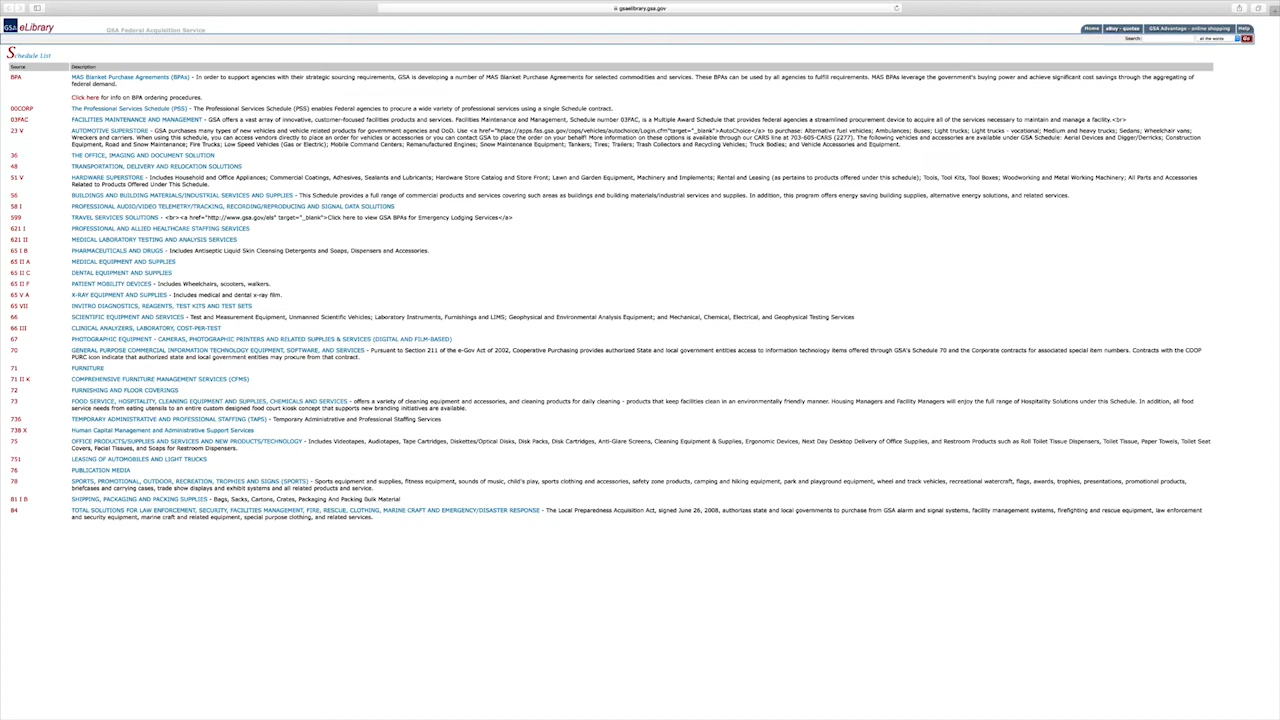 gsaelibrary.gsa.gov
GSA eLibrary
GSA Federal Acquisition Service
Home eBuy - quotes GSA Advantage - online shopping Help
Search: all the words
Schedule List
Source Description
BPA MAS Blanket Purchase Agreements (BPAs) - In order to support agencies with their strategic sourcing requirements, GSA is developing a number of MAS Blanket Purchase Agreements for selected commodities and services. These BPAs can be used by all agencies to fulfill requirements. MAS BPAs leverage the government's buying power and achieve significant cost savings through the aggregating of
federal demand.
Click here for info on BPA ordering procedures.
00CORP The Professional Services Schedule (PSS) - The Professional Services Schedule (PSS) enables Federal agencies to procure a wide variety of professional services using a single Schedule contract.
03FAC FACILITIES MAINTENANCE AND MANAGEMENT - GSA offers a vast array of innovative, customer-focused facilities products and services. Facilities Maintenance and Management, Schedule number 03FAC, is a Multiple Award Schedule that provides federal agencies a streamlined procurement device to acquire all of the services necessary to maintain and manage a facility.<br>
23 V AUTOMOTIVE SUPERSTORE - GSA purchases many types of new vehicles and vehicle related products for government agencies and DoD. Use <a href="https://apps.fas.gsa.gov/cops/vehicles/autochoice/Login.cfm"target="_blank">AutoChoice</a> to purchase: Alternative fuel vehicles; Ambulances; Buses; Light trucks; Light trucks - vocational; Medium and heavy trucks; Sedans; Wheelchair vans;
Wreckers and carriers. When using this schedule, you can access vendors directly to place an order for vehicles or accessories or you can contact GSA to place the order on your behalf! More information on these options is available through our CARS line at 703-605-CARS (2277). The following vehicles and accessories are available under GSA Schedule: Aerial Devices and Digger/Derricks; Construction
Equipment, Road and Snow Maintenance; Fire Trucks; Low Speed Vehicles (Gas or Electric); Mobile Command Centers; Remanufactured Engines; Snow Maintenance Equipment; Tankers; Tires; Trailers; Trash Collectors and Recycling Vehicles; Truck Bodies; and Vehicle Accessories and Equipment.
36 THE OFFICE, IMAGING AND DOCUMENT SOLUTION
48 TRANSPORTATION, DELIVERY AND RELOCATION SOLUTIONS
51 V HARDWARE SUPERSTORE - Includes Household and Office Appliances; Commercial Coatings, Adhesives, Sealants and Lubricants; Hardware Store Catalog and Store Front; Lawn and Garden Equipment, Machinery and Implements; Rental and Leasing (as pertains to products offered under this schedule); Tools, Tool Kits, Tool Boxes; Woodworking and Metal Working Machinery; All Parts and Accessories
Related to Products Offered Under This Schedule.
56 BUILDINGS AND BUILDING MATERIALS/INDUSTRIAL SERVICES AND SUPPLIES - This Schedule provides a full range of commercial products and services covering such areas as buildings and building materials/industrial services and supplies. In addition, this program offers energy saving building supplies, alternative energy solutions, and related services.
58 I PROFESSIONAL AUDIO/VIDEO TELEMETRY/TRACKING, RECORDING/REPRODUCING AND SIGNAL DATA SOLUTIONS
599 TRAVEL SERVICES SOLUTIONS - <br><a href="http://www.gsa.gov/els" target="_blank">Click here to view GSA BPAs for Emergency Lodging Services</a>
621 I PROFESSIONAL AND ALLIED HEALTHCARE STAFFING SERVICES
621 II MEDICAL LABORATORY TESTING AND ANALYSIS SERVICES
65 I B PHARMACEUTICALS AND DRUGS - Includes Antiseptic Liquid Skin Cleansing Detergents and Soaps, Dispensers and Accessories.
65 II A MEDICAL EQUIPMENT AND SUPPLIES
65 II C DENTAL EQUIPMENT AND SUPPLIES
65 II F PATIENT MOBILITY DEVICES - Includes Wheelchairs, scooters, walkers.
65 V A X-RAY EQUIPMENT AND SUPPLIES - Includes medical and dental x-ray film.
65 VII INVITRO DIAGNOSTICS, REAGENTS, TEST KITS AND TEST SETS
66 SCIENTIFIC EQUIPMENT AND SERVICES - Test and Measurement Equipment, Unmanned Scientific Vehicles; Laboratory Instruments, Furnishings and LIMS; Geophysical and Environmental Analysis Equipment; and Mechanical, Chemical, Electrical, and Geophysical Testing Services
66 III CLINICAL ANALYZERS, LABORATORY, COST-PER-TEST
67 PHOTOGRAPHIC EQUIPMENT - CAMERAS, PHOTOGRAPHIC PRINTERS AND RELATED SUPPLIES & SERVICES (DIGITAL AND FILM-BASED)
70 GENERAL PURPOSE COMMERCIAL INFORMATION TECHNOLOGY EQUIPMENT, SOFTWARE, AND SERVICES - Pursuant to Section 211 of the e-Gov Act of 2002, Cooperative Purchasing provides authorized State and local government entities access to information technology items offered through GSA's Schedule 70 and the Corporate contracts for associated special item numbers. Contracts with the COOP
PURC icon indicate that authorized state and local government entities may procure from that contract.
71 FURNITURE
71 II K COMPREHENSIVE FURNITURE MANAGEMENT SERVICES (CFMS)
72 FURNISHING AND FLOOR COVERINGS
73 FOOD SERVICE, HOSPITALITY, CLEANING EQUIPMENT AND SUPPLIES, CHEMICALS AND SERVICES - offers a variety of cleaning equipment and accessories, and cleaning products for daily cleaning - products that keep facilities clean in an environmentally friendly manner. Housing Managers and Facility Managers will enjoy the full range of Hospitality Solutions under this Schedule. In addition, all food
service needs from eating utensils to an entire custom designed food court kiosk concept that supports new branding initiatives are available.
736 TEMPORARY ADMINISTRATIVE AND PROFESSIONAL STAFFING (TAPS) - Temporary Administrative and Professional Staffing Services
738 X Human Capital Management and Administrative Support Services
75 OFFICE PRODUCTS/SUPPLIES AND SERVICES AND NEW PRODUCTS/TECHNOLOGY - Includes Videotapes, Audiotapes, Tape Cartridges, Diskettes/Optical Disks, Disk Packs, Disk Cartridges, Anti-Glare Screens, Cleaning Equipment & Supplies, Ergonomic Devices, Next Day Desktop Delivery of Office Supplies, and Restroom Products such as Roll Toilet Tissue Dispensers, Toilet Tissue, Paper Towels, Toilet Seat
Covers, Facial Tissues, and Soaps for Restroom Dispensers.
751 LEASING OF AUTOMOBILES AND LIGHT TRUCKS
76 PUBLICATION MEDIA
78 SPORTS, PROMOTIONAL, OUTDOOR, RECREATION, TROPHIES AND SIGNS (SPORTS) - Sports equipment and supplies, fitness equipment, sounds of music, child's play, sports clothing and accessories, safety zone products, camping and hiking equipment, park and playground equipment, wheel and track vehicles, recreational watercraft, flags, awards, trophies, presentations, promotional products,
briefcases and carrying cases, trade show displays and exhibit systems and all related products and service.
81 I B SHIPPING, PACKAGING AND PACKING SUPPLIES - Bags, Sacks, Cartons, Crates, Packaging And Packing Bulk Material
84 TOTAL SOLUTIONS FOR LAW ENFORCEMENT, SECURITY, FACILITIES MANAGEMENT, FIRE, RESCUE, CLOTHING, MARINE CRAFT AND EMERGENCY/DISASTER RESPONSE - The Local Preparedness Acquisition Act, signed June 26, 2008, authorizes state and local governments to purchase from GSA alarm and signal systems, facility management systems, firefighting and rescue equipment, law enforcement
and security equipment, marine craft and related equipment, special purpose clothing, and related services.